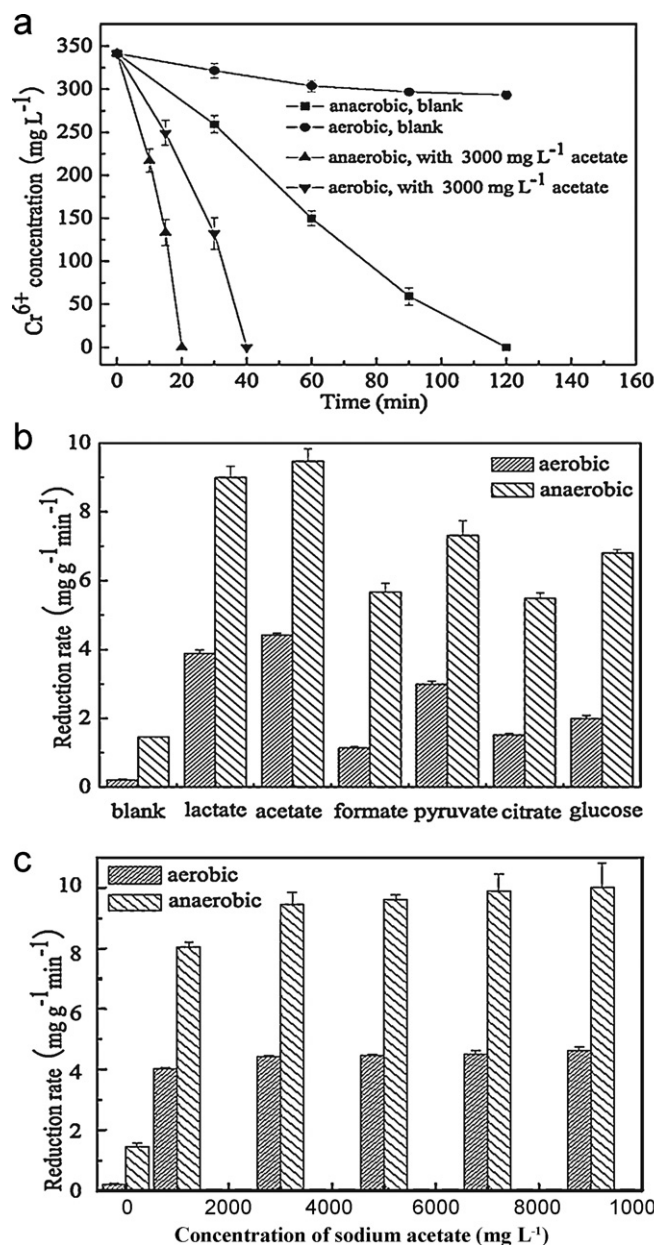 a
350
300
250
200
150
100
50
0
Cr6+ concentration (mg L-1)
anaerobic, blank
aerobic, blank
anaerobic, with 3000 mg L-1 acetate
aerobic, with 3000 mg L-1 acetate
0 20 40 60 80 100 120 140 160
Time (min)
b
10
8
6
4
2
0
Reduction rate (mg g-1 min-1)
aerobic
anaerobic
blank lactate acetate formate pyruvate citrate glucose
c
10
8
6
4
2
0
Reduction rate (mg g-1 min-1)
aerobic
anaerobic
0 2000 4000 6000 8000 1000
Concentration of sodium acetate (mg L-1)